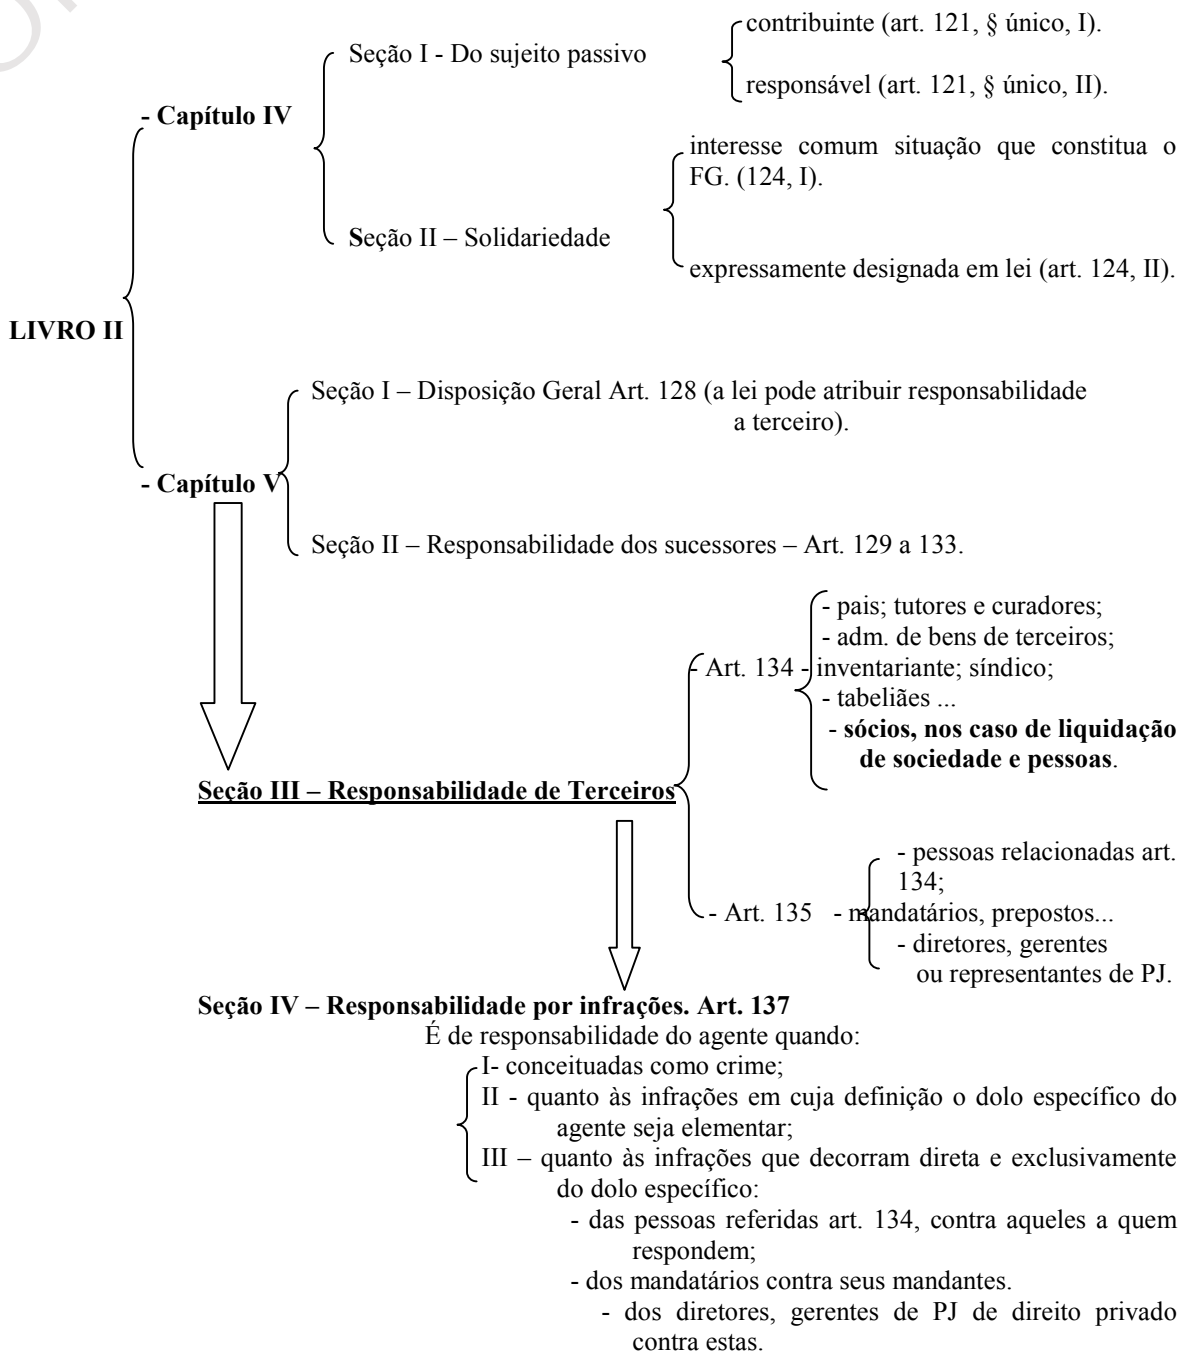 contribuinte (art. 121, § único, I).
Seção I - Do sujeito passivo
responsável (art. 121, § único, II).
- Capítulo IV
interesse comum situação que constitua o
FG. (124, I).
Seção II – Solidariedade
expressamente designada em lei (art. 124, II).
LIVRO II
Seção I – Disposição Geral Art. 128 (a lei pode atribuir responsabilidade
a terceiro).
- Capítulo V
Seção II – Responsabilidade dos sucessores – Art. 129 a 133.
- pais; tutores e curadores;
- adm. de bens de terceiros;
- Art. 134 - inventariante; síndico;
- tabeliães ...
- sócios, nos caso de liquidação
de sociedade e pessoas.
Seção III – Responsabilidade de Terceiros
- pessoas relacionadas art.
134;
- Art. 135 - mandatários, prepostos...
- diretores, gerentes
ou representantes de PJ.
Seção IV – Responsabilidade por infrações. Art. 137
É de responsabilidade do agente quando:
I- conceituadas como crime;
II - quanto às infrações em cuja definição o dolo específico do
agente seja elementar;
III – quanto às infrações que decorram direta e exclusivamente
do dolo específico:
- das pessoas referidas art. 134, contra aqueles a quem
respondem;
- dos mandatários contra seus mandantes.
- dos diretores, gerentes de PJ de direito privado
contra estas.